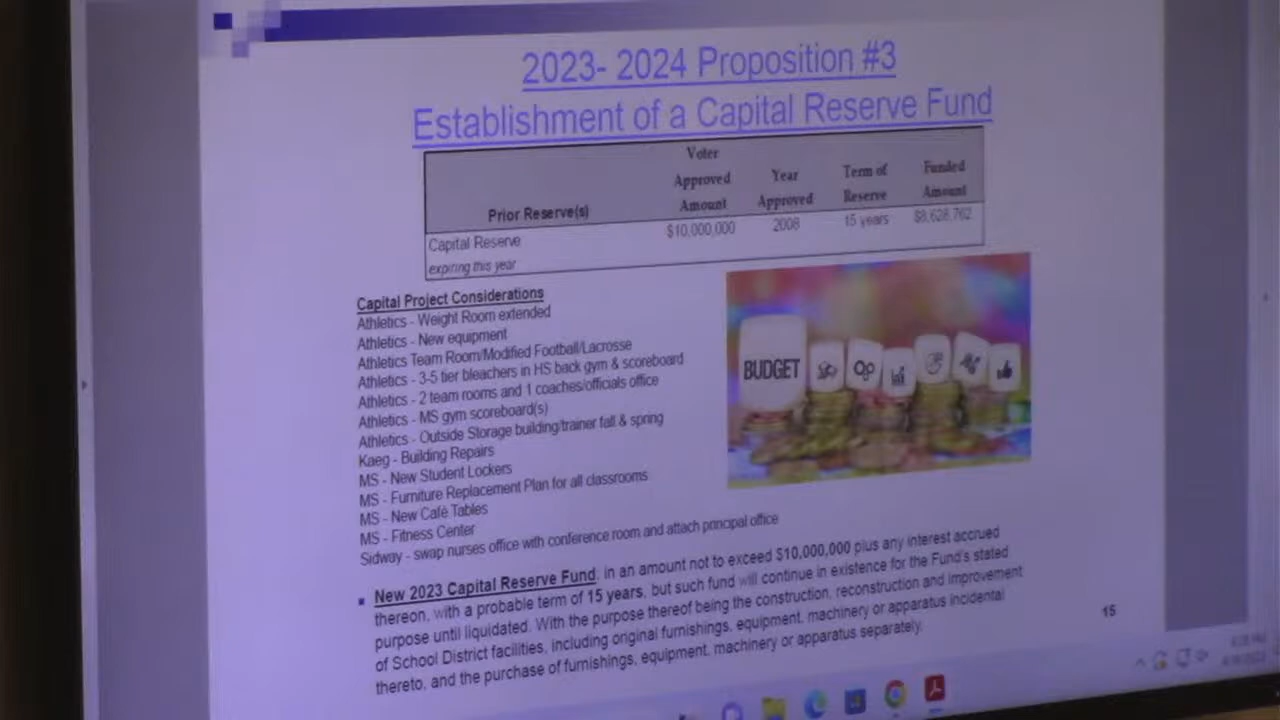 2023- 2024 Proposition #3
Establishment of a Capital Reserve Fund
Prior Reserve(s) Voter Approved Amount Year Approved Term of Reserve Funded Amount
Capital Reserve $10,000,000 2008 15 years $8,628,762
expiring this year
Capital Project Considerations
Athletics - Weight Room extended
Athletics - New equipment
Athletics Team Room/Modified Football/Lacrosse
Athletics - 3-5 tier bleachers in HS back gym & scoreboard
Athletics - 2 team rooms and 1 coaches/officials office
Athletics - MS gym scoreboard(s)
Athletics - Outside Storage building/trainer fall & spring
Kaeg - Building Repairs
MS - New Student Lockers
MS - Furniture Replacement Plan for all classrooms
MS - New Café Tables
MS - Fitness Center
Sidway - swap nurses office with conference room and attach principal office
BUDGET
New 2023 Capital Reserve Fund: in an amount not to exceed $10,000,000 plus any interest accrued
thereon, with a probable term of 15 years, but such fund will continue in existence for the Fund's stated
purpose until liquidated. With the purpose thereof being the construction, reconstruction and improvement
of School District facilities, including original furnishings, equipment, machinery or apparatus incidental
thereto, and the purchase of furnishings, equipment, machinery or apparatus separately.
15